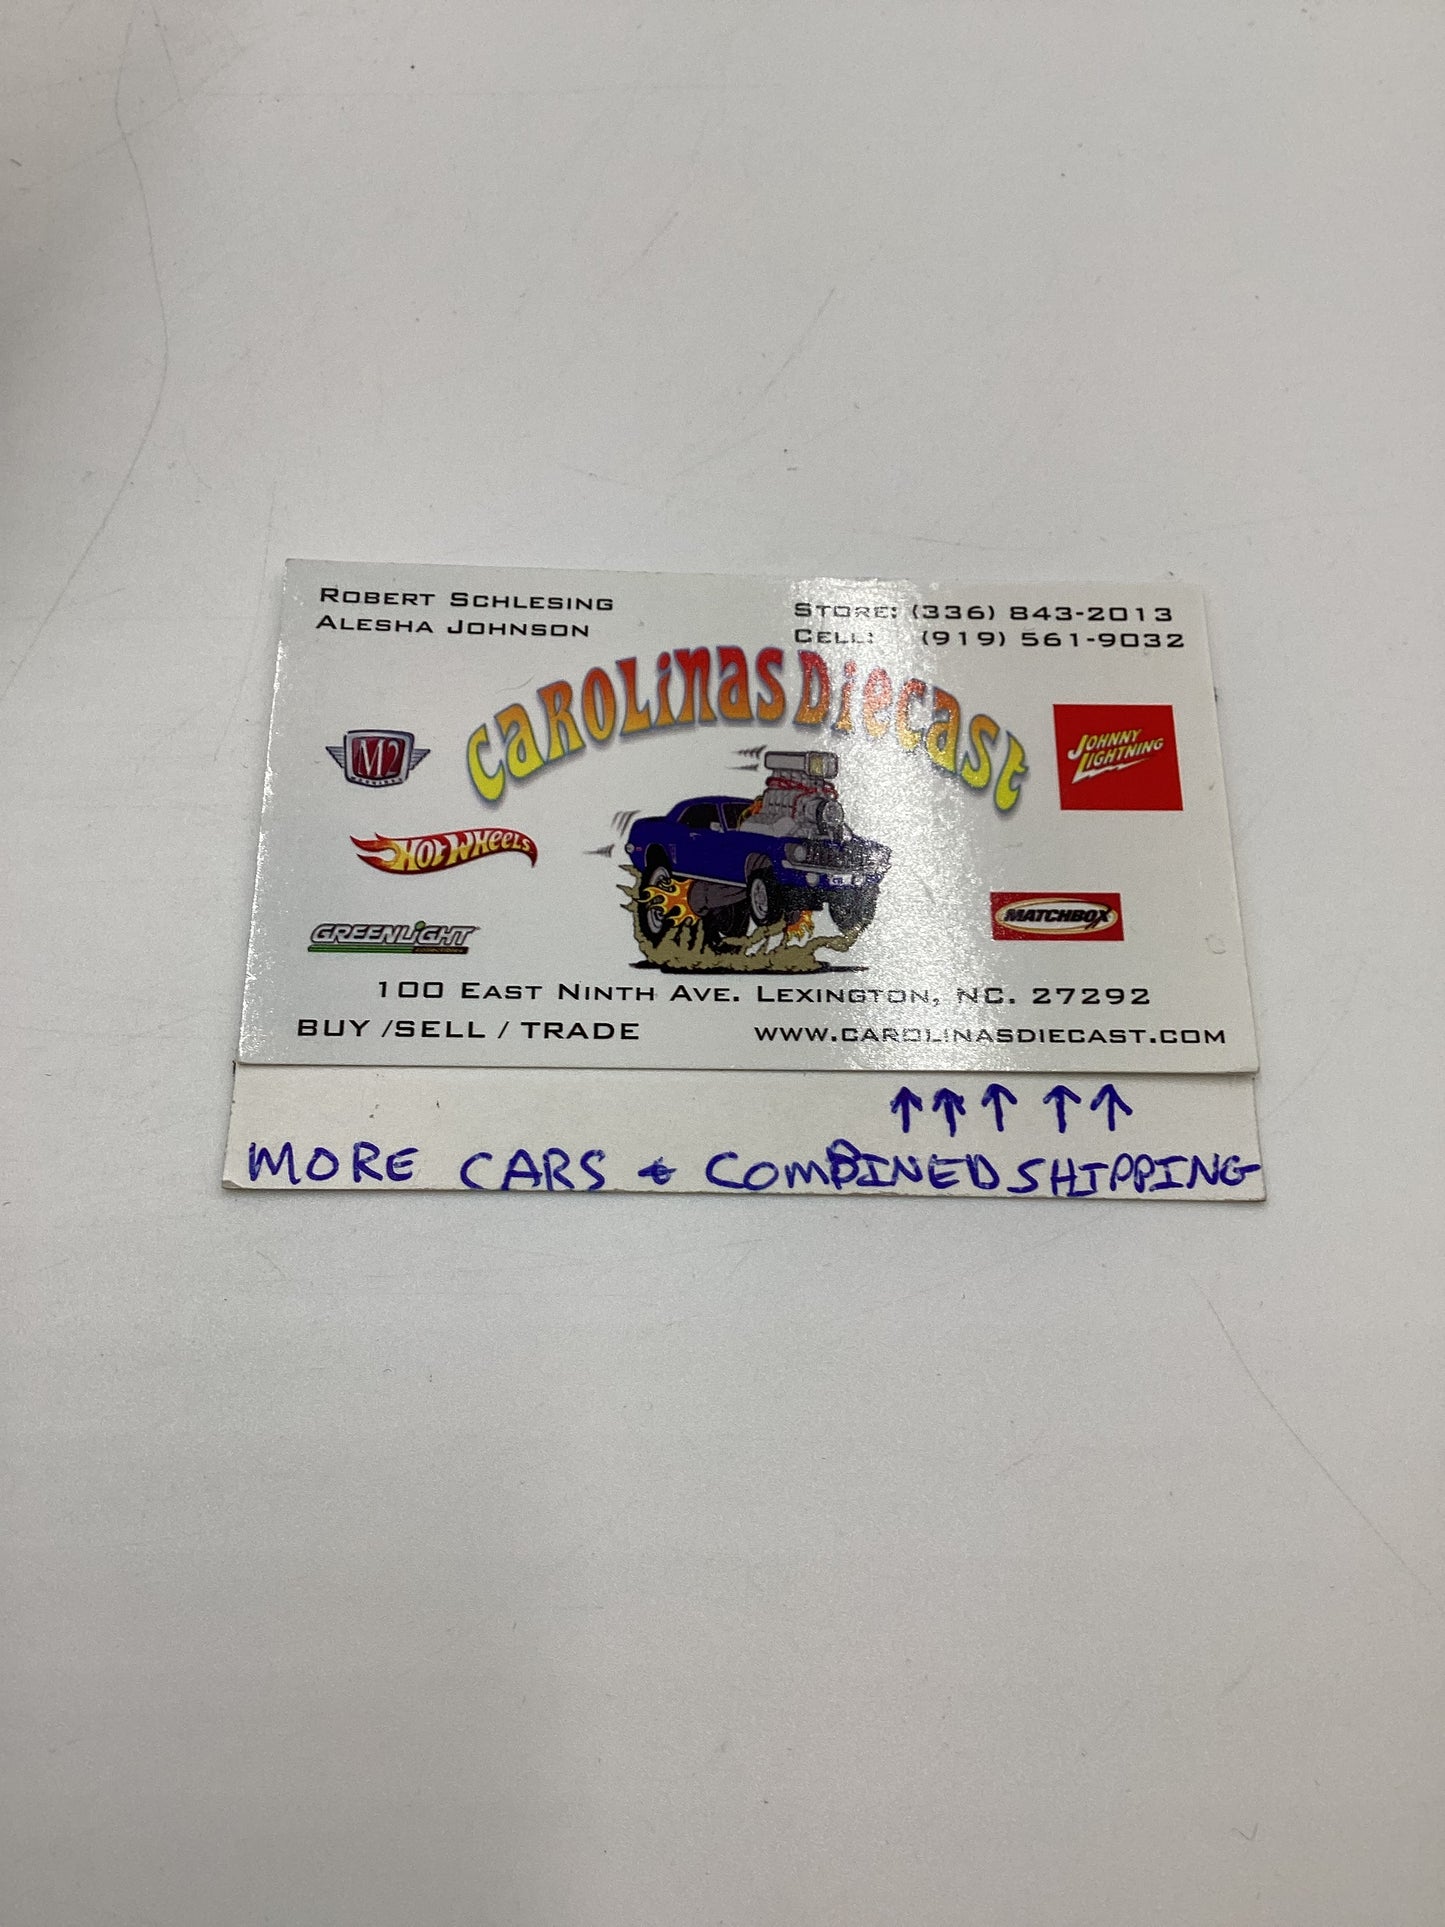 Robert Schlesing
Alesha Johnson
Store: (336) 843-2013
Cell: (919) 561-9032
Carolinas Diecast
M2
MACHINES
Johnny Lightning
Hot Wheels
MATCHBOX
GREENLIGHT
100 East Ninth Ave. Lexington, NC. 27292
BUY /SELL / TRADE
www.carolinasdiecast.com
↑↑↑↑↑
MORE CARS & COMBINED SHIPPING